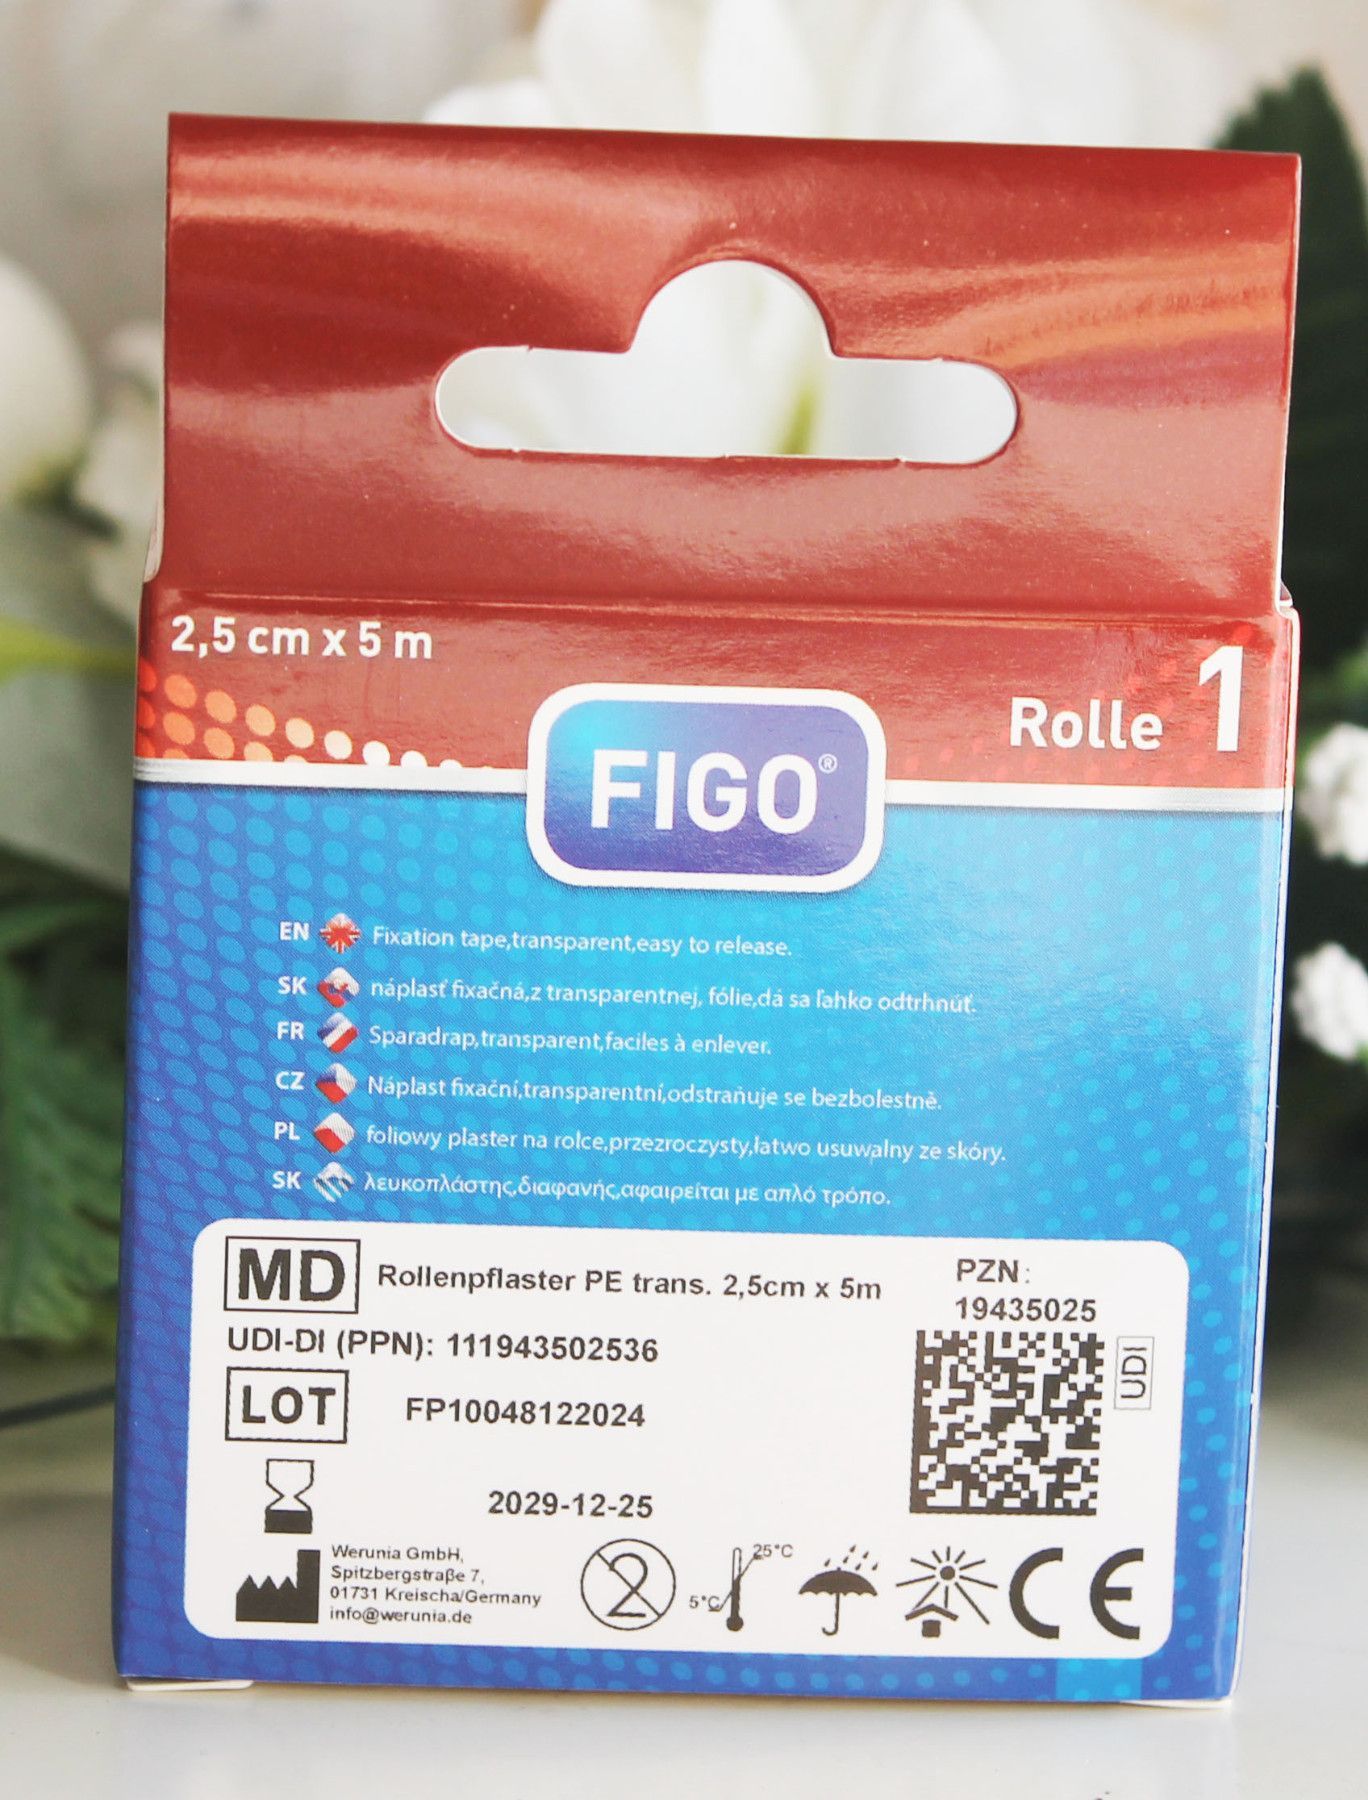 2,5 cm x 5 m
Rolle 1
FIGO®
EN Fixation tape,transparent,easy to release.
SK náplasť fixačná,z transparentnej, fólie,dá sa ľahko odtrhnúť.
FR Sparadrap,transparent,faciles à enlever.
CZ Náplast fixační,transparentní,odstraňuje se bezbolestně.
PL foliowy plaster na rolce,przezroczysty,łatwo usuwalny ze skóry.
SK λευκοπλάστης,διαφανής,αφαιρείται με απλό τρόπο.
MD Rollenpflaster PE trans. 2,5cm x 5m
PZN:
19435025
UDI-DI (PPN): 111943502536
UDI
LOT FP10048122024
2029-12-25
Werunia GmbH,
Spitzbergstraße 7,
01731 Kreischa/Germany
info@werunia.de
2
5°C
25°C
CE